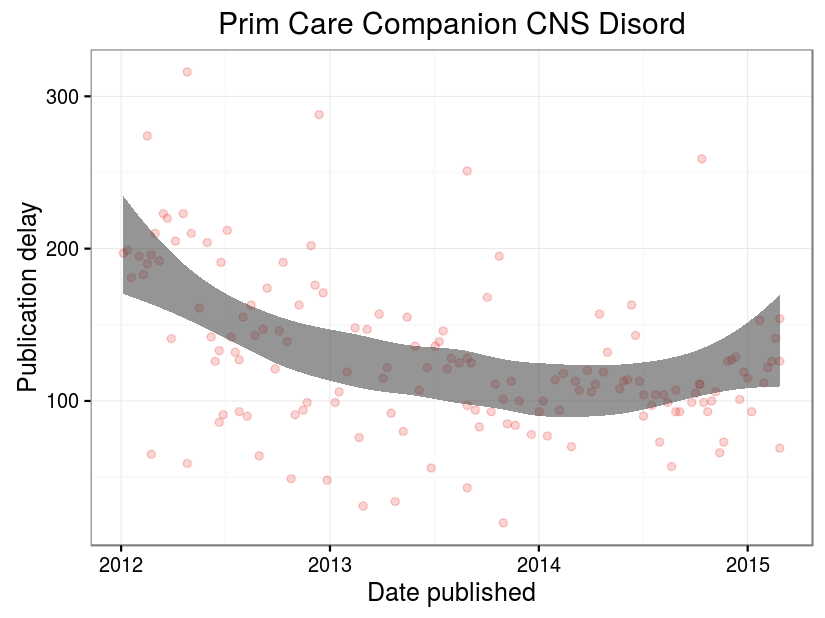 Prim Care Companion CNS Disord
300
200
100
Publication delay
2012 2013 2014 2015
Date published